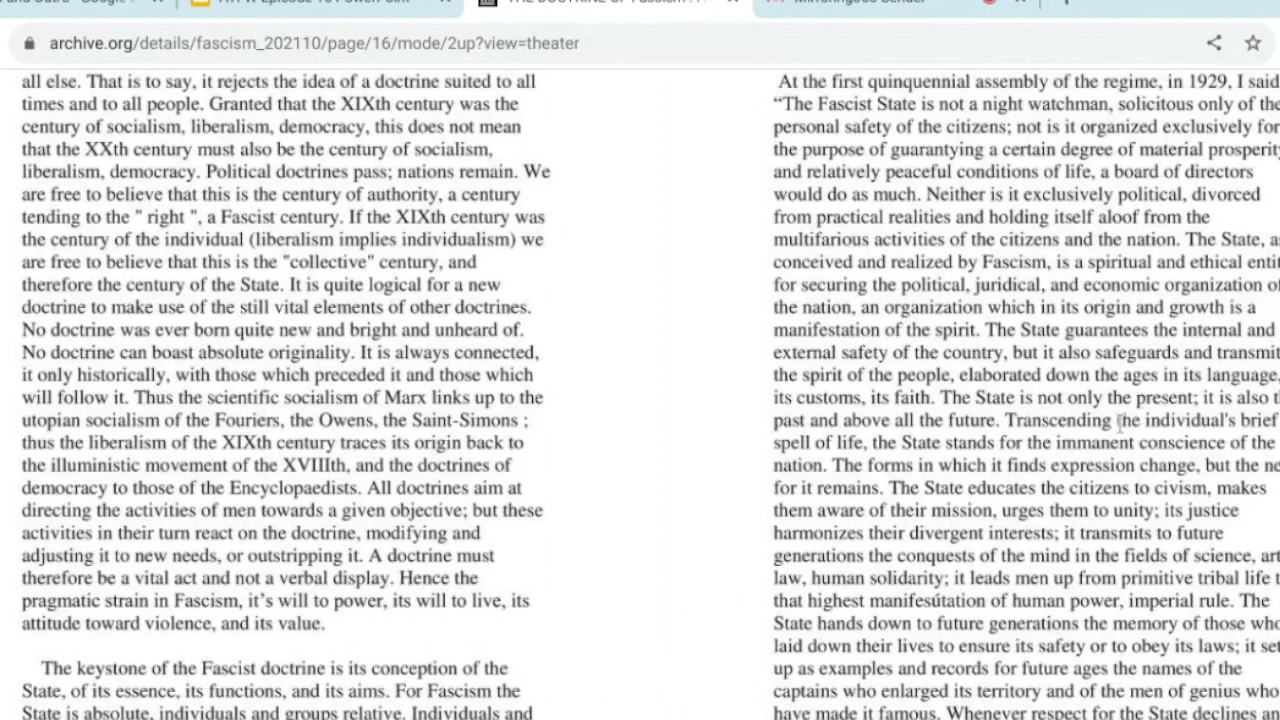 archive.org/details/fascism_202110/page/16/mode/2up?view=theater
all else. That is to say, it rejects the idea of a doctrine suited to all
times and to all people. Granted that the XIXth century was the
century of socialism, liberalism, democracy, this does not mean
that the XXth century must also be the century of socialism,
liberalism, democracy. Political doctrines pass; nations remain. We
are free to believe that this is the century of authority, a century
tending to the " right ", a Fascist century. If the XIXth century was
the century of the individual (liberalism implies individualism) we
are free to believe that this is the "collective" century, and
therefore the century of the State. It is quite logical for a new
doctrine to make use of the still vital elements of other doctrines.
No doctrine was ever born quite new and bright and unheard of.
No doctrine can boast absolute originality. It is always connected,
it only historically, with those which preceded it and those which
will follow it. Thus the scientific socialism of Marx links up to the
utopian socialism of the Fouriers, the Owens, the Saint-Simons ;
thus the liberalism of the XIXth century traces its origin back to
the illuministic movement of the XVIIIth, and the doctrines of
democracy to those of the Encyclopaedists. All doctrines aim at
directing the activities of men towards a given objective; but these
activities in their turn react on the doctrine, modifying and
adjusting it to new needs, or outstripping it. A doctrine must
therefore be a vital act and not a verbal display. Hence the
pragmatic strain in Fascism, it's will to power, its will to live, its
attitude toward violence, and its value.
The keystone of the Fascist doctrine is its conception of the
State, of its essence, its functions, and its aims. For Fascism the
State is absolute, individuals and groups relative. Individuals and
At the first quinquennial assembly of the regime, in 1929, I said
“The Fascist State is not a night watchman, solicitous only of the
personal safety of the citizens; not is it organized exclusively for
the purpose of guarantying a certain degree of material prosperity
and relatively peaceful conditions of life, a board of directors
would do as much. Neither is it exclusively political, divorced
from practical realities and holding itself aloof from the
multifarious activities of the citizens and the nation. The State, as
conceived and realized by Fascism, is a spiritual and ethical entit
for securing the political, juridical, and economic organization of
the nation, an organization which in its origin and growth is a
manifestation of the spirit. The State guarantees the internal and
external safety of the country, but it also safeguards and transmit
the spirit of the people, elaborated down the ages in its language,
its customs, its faith. The State is not only the present; it is also t
past and above all the future. Transcending the individual's brief
spell of life, the State stands for the immanent conscience of the
nation. The forms in which it finds expression change, but the ne
for it remains. The State educates the citizens to civism, makes
them aware of their mission, urges them to unity; its justice
harmonizes their divergent interests; it transmits to future
generations the conquests of the mind in the fields of science, art
law, human solidarity; it leads men up from primitive tribal life t
that highest manifesútation of human power, imperial rule. The
State hands down to future generations the memory of those who
laid down their lives to ensure its safety or to obey its laws; it set
up as examples and records for future ages the names of the
captains who enlarged its territory and of the men of genius who
have made it famous. Whenever respect for the State declines an